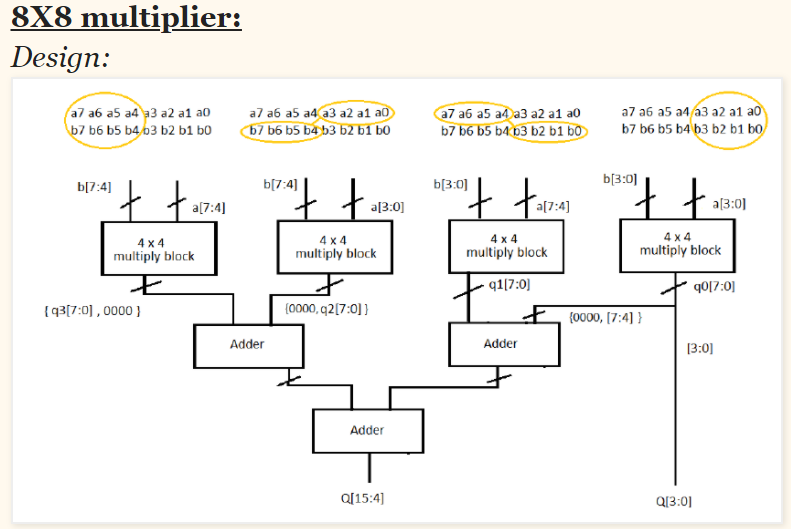 8X8 multiplier:
Design:
a7 a6 a5 a4 a3 a2 a1 a0
b7 b6 b5 b4 b3 b2 b1 b0
a7 a6 a5 a4 a3 a2 a1 a0
b7 b6 b5 b4 b3 b2 b1 b0
a7 a6 a5 a4 a3 a2 a1 a0
b7 b6 b5 b4 b3 b2 b1 b0
a7 a6 a5 a4 a3 a2 a1 a0
b7 b6 b5 b4 b3 b2 b1 b0
b[7:4]
a[7:4]
b[7:4]
a[3:0]
b[3:0]
a[7:4]
b[3:0]
a[3:0]
4 x 4
multiply block
4 x 4
multiply block
4 x 4
multiply block
4 x 4
multiply block
{ q3[7:0] , 0000 }
{0000, q2[7:0] }
q1[7:0]
q0[7:0]
{0000, [7:4] }
Adder
Adder
[3:0]
Adder
Q[15:4]
Q[3:0]